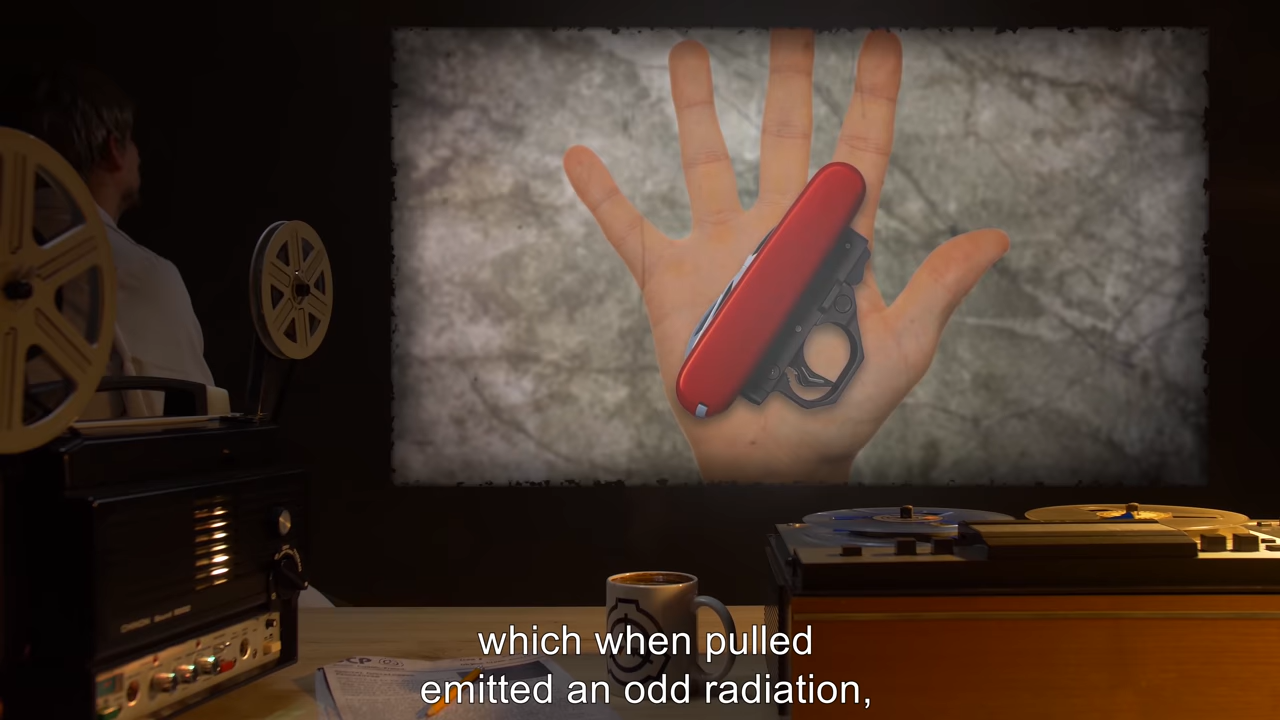 which when pulled
emitted an odd radiation,